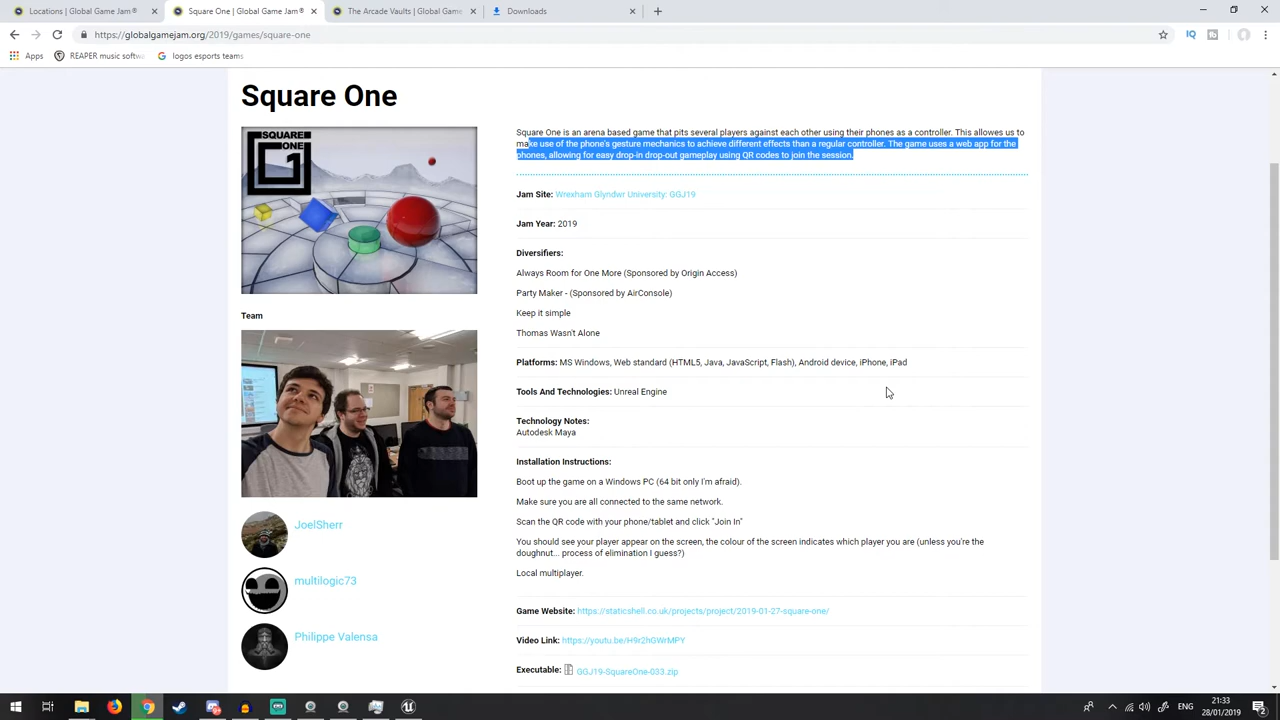 Locations | Global Game Jam®
Square One | Global Game Jam®
The Arcade Vaults | Global Game
Downloads
https://globalgamejam.org/2019/games/square-one
Apps
REAPER music softwa
logos esports teams
Square One
SQUARE
ONE
1
Square One is an arena based game that pits several players against each other using their phones as a controller. This allowes us to
make use of the phone's gesture mechanics to achieve different effects than a regular controller. The game uses a web app for the
phones, allowing for easy drop-in drop-out gameplay using QR codes to join the session.
Jam Site: Wrexham Glyndwr University: GGJ19
Jam Year: 2019
Diversifiers:
Always Room for One More (Sponsored by Origin Access)
Party Maker - (Sponsored by AirConsole)
Keep it simple
Thomas Wasn't Alone
Platforms: MS Windows, Web standard (HTML5, Java, JavaScript, Flash), Android device, iPhone, iPad
Tools And Technologies: Unreal Engine
Technology Notes:
Autodesk Maya
Installation Instructions:
Boot up the game on a Windows PC (64 bit only I'm afraid).
Make sure you are all connected to the same network.
Scan the QR code with your phone/tablet and click "Join In"
You should see your player appear on the screen, the colour of the screen indicates which player you are (unless you're the
doughnut... process of elimination I guess?)
Local multiplayer.
Game Website: https://staticshell.co.uk/projects/project/2019-01-27-square-one/
Video Link: https://youtu.be/H9r2hGWrMPY
Executable: GGJ19-SquareOne-033.zip
Team
JoelSherr
multilogic73
Philippe Valensa
ENG
21:33
28/01/2019